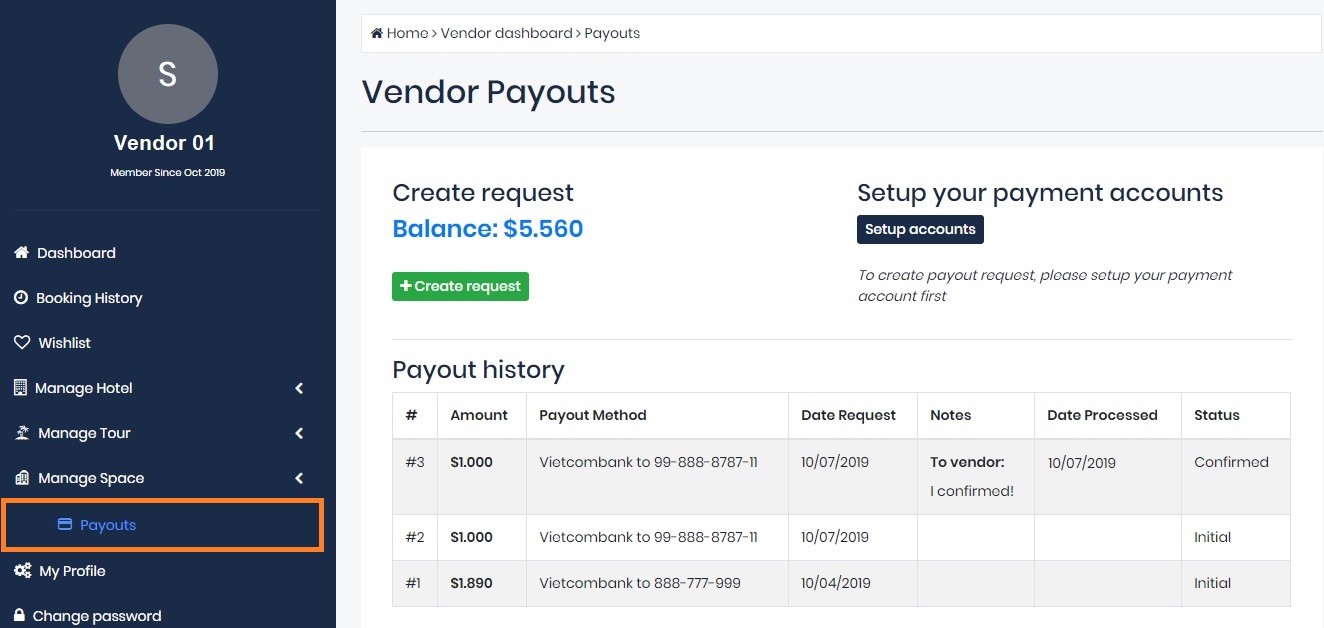 S
Vendor 01
Member Since Oct 2019
Dashboard
Booking History
Wishlist
Manage Hotel
Manage Tour
Manage Space
Payouts
My Profile
Change password
Home › Vendor dashboard › Payouts
Vendor Payouts
Create request
Balance: $5.560
+ Create request
Setup your payment accounts
Setup accounts
To create payout request, please setup your payment
account first
Payout history
# Amount Payout Method Date Request Notes Date Processed Status
#3 $1.000 Vietcombank to 99-888-8787-11 10/07/2019 To vendor: 10/07/2019 Confirmed
I confirmed!
#2 $1.000 Vietcombank to 99-888-8787-11 10/07/2019 Initial
#1 $1.890 Vietcombank to 888-777-999 10/04/2019 Initial